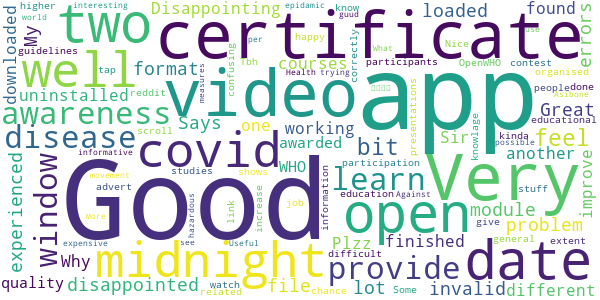 interesting epidemic Disappointing higher know loaded found
downloaded guidelines two certificate errors
world per happy guud What Nice
My tap format courses confusing tbh Health trying participants correctly OpenWHO contest organised
well video app
uninstalled reddit people done kinda educational use Asibone
awareness Says one working awarded Great feel
disease covid bit Sir another possible
scroll studies WHO participation presentations knowlage
experienced window informative advert Good learn Very improve
movement shows education Against information measures module stuff
Why More hazardous link increase job open finished give problem
midnight provide date
quality disappointed expensive see Useful file difficult lot invalid general extent different
related watch chance Some Plzz